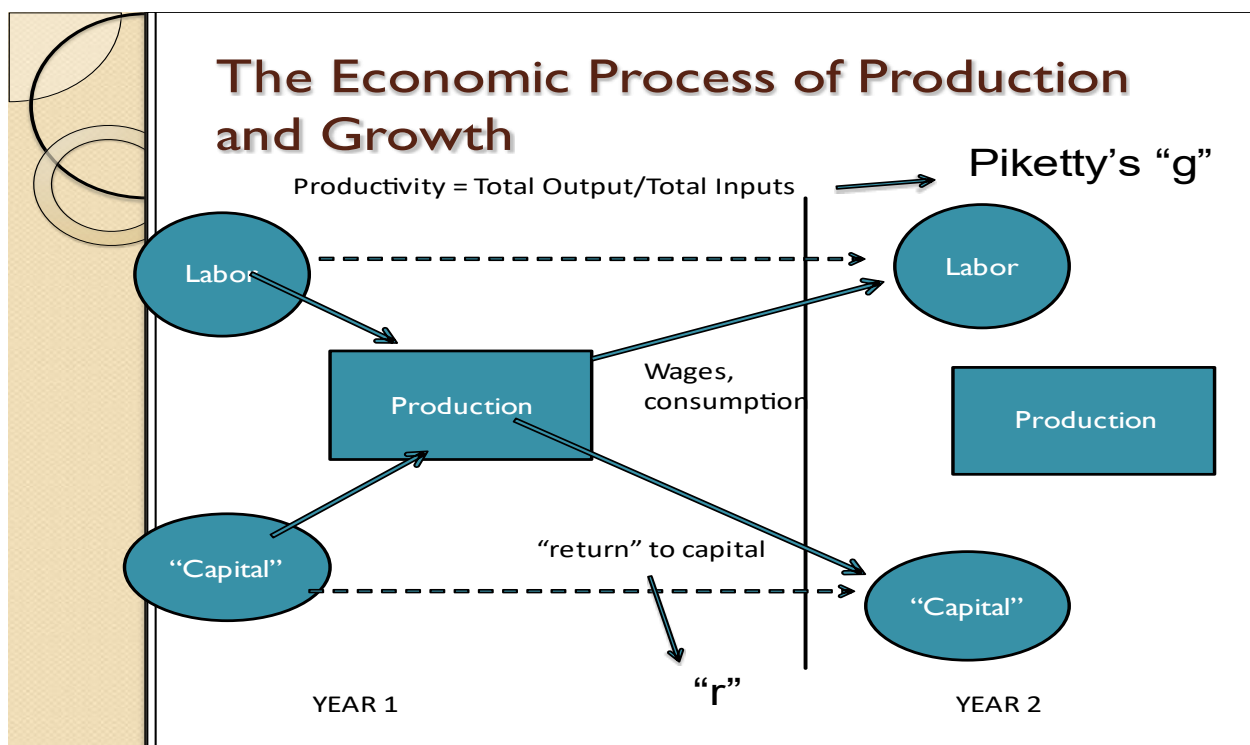 The Economic Process of Production
and Growth
Piketty’s “g”
Productivity = Total Output/Total Inputs
Labor
Labor
Wages,
consumption
Production
Production
“return” to capital
“Capital”
“Capital”
“r”
YEAR 1
YEAR 2